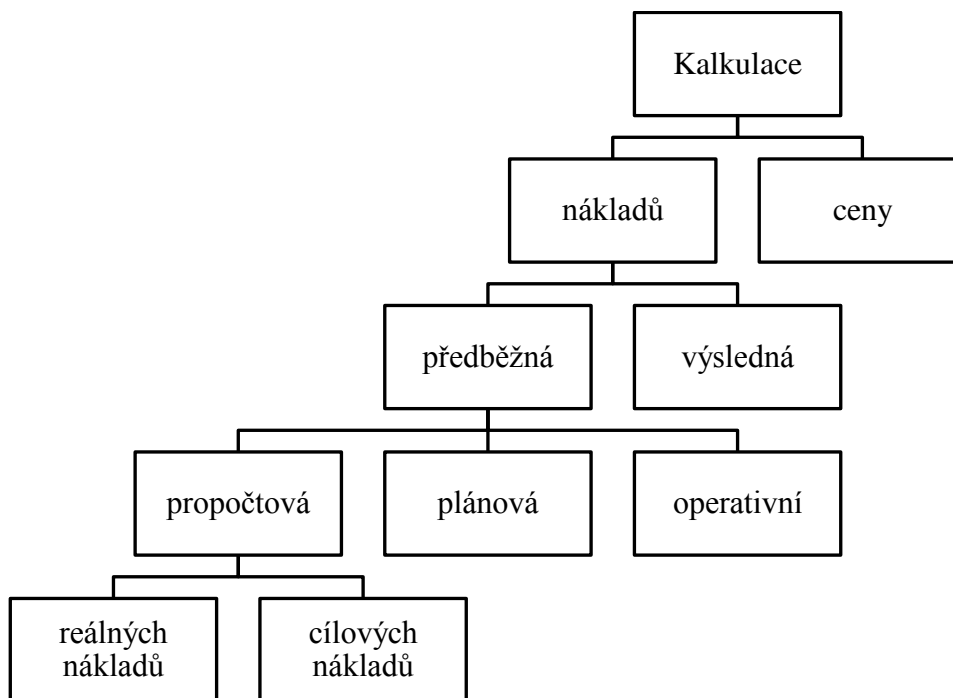 Kalkulace
nákladů
ceny
předběžná
výsledná
propočtová
plánová
operativní
reálných
nákladů
cílových
nákladů